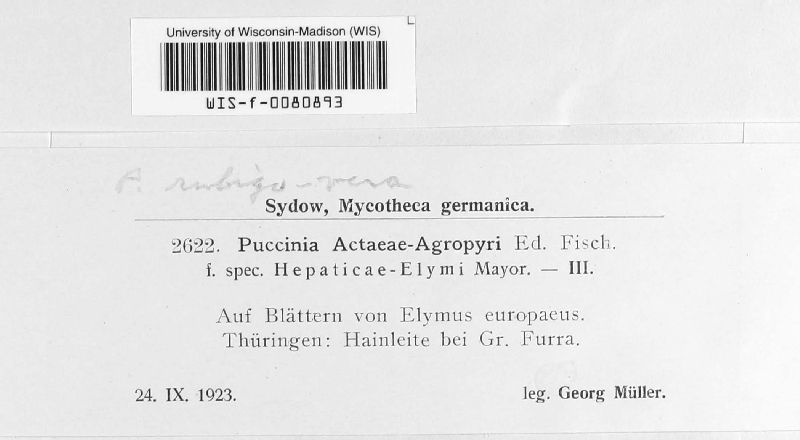 University of Wisconsin-Madison (WIS)
WIS-f-0080893
P. rubigo-vera
Sydow, Mycotheca germanica.
2622. Puccinia Actaeae-Agropyri Ed. Fisch.
f. spec. Hepaticae-Elymi Mayor. — III.
Auf Blättern von Elymus europaeus.
Thüringen: Hainleite bei Gr. Furra.
24. IX. 1923. leg. Georg Müller.